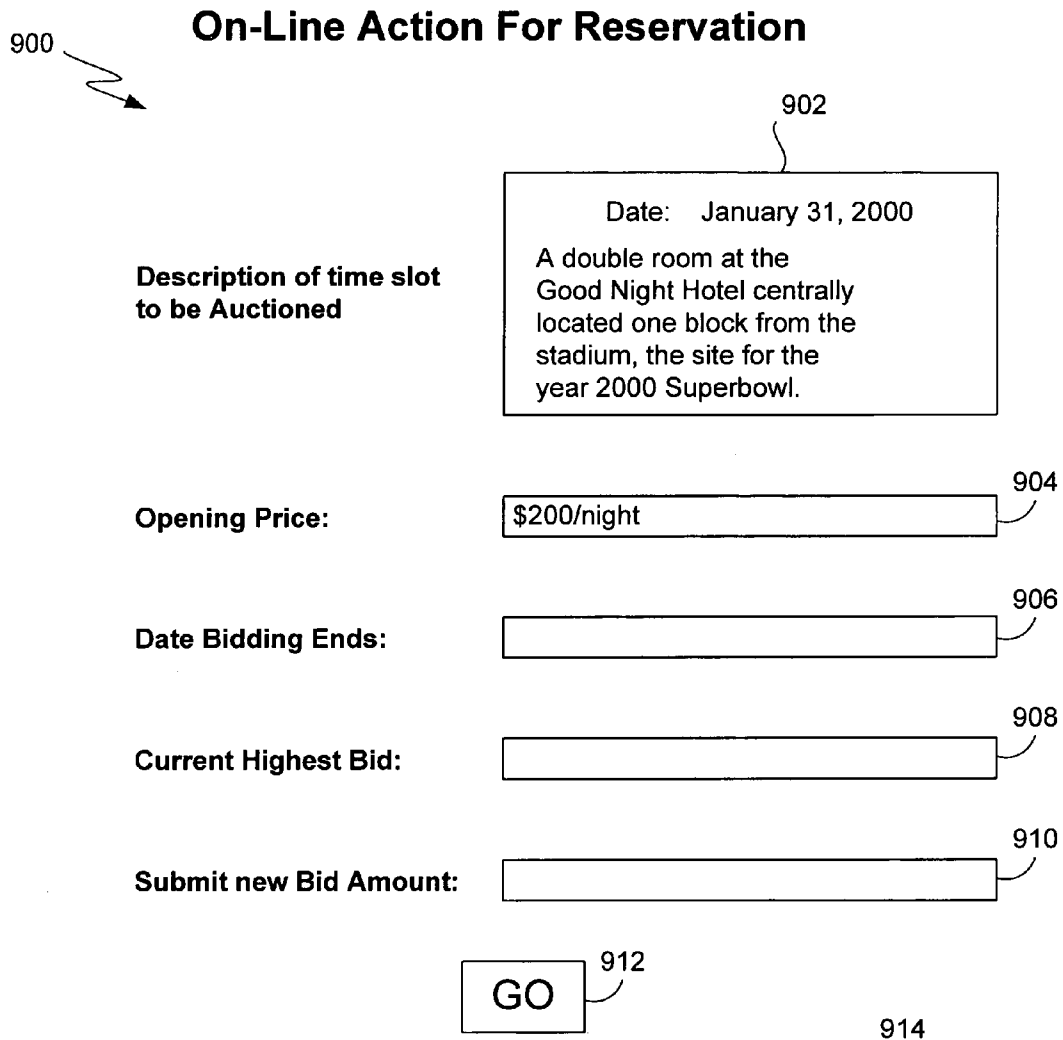 On-Line Action For Reservation
900
902
Date: January 31, 2000
Description of time slot
to be Auctioned
A double room at the
Good Night Hotel centrally
located one block from the
stadium, the site for the
year 2000 Superbowl.
904
Opening Price:
$200/night
906
Date Bidding Ends:
908
Current Highest Bid:
910
Submit new Bid Amount:
GO
912
914